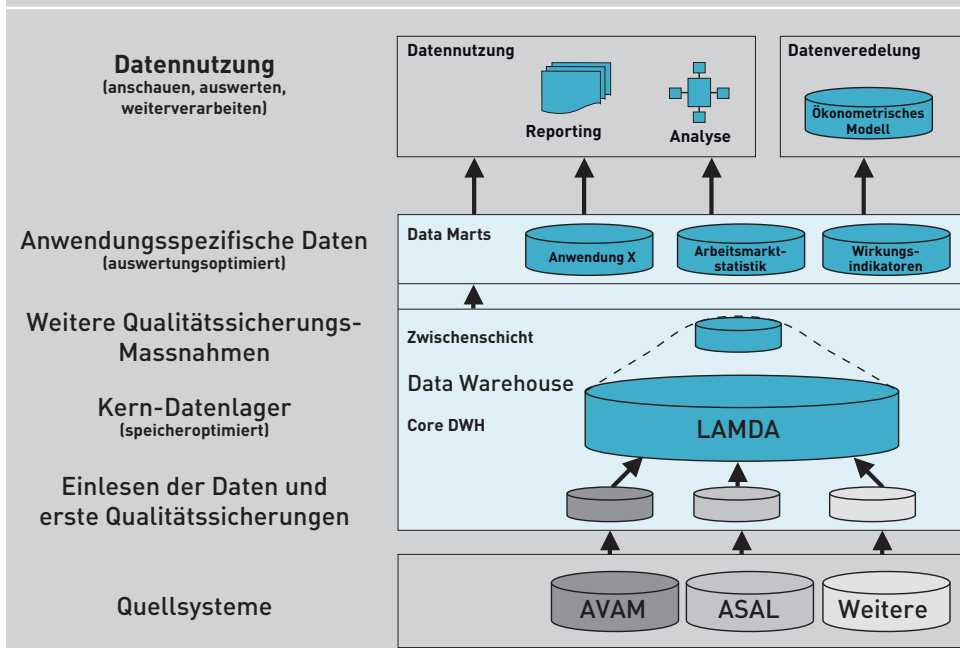 Datennutzung
(anschauen, auswerten,
weiterverarbeiten)
Datennutzung
Reporting
Analyse
Datenveredelung
Ökonometrisches
Modell
Anwendungsspezifische Daten
(auswertungsoptimiert)
Data Marts
Anwendung X
Arbeitsmarkt-
statistik
Wirkungs-
indikatoren
Weitere Qualitätssicherungs-
Massnahmen
Zwischenschicht
Data Warehouse
Kern-Datenlager
(speicheroptimiert)
Core DWH
LAMDA
Einlesen der Daten und
erste Qualitätssicherungen
Quellsysteme
AVAM
ASAL
Weitere